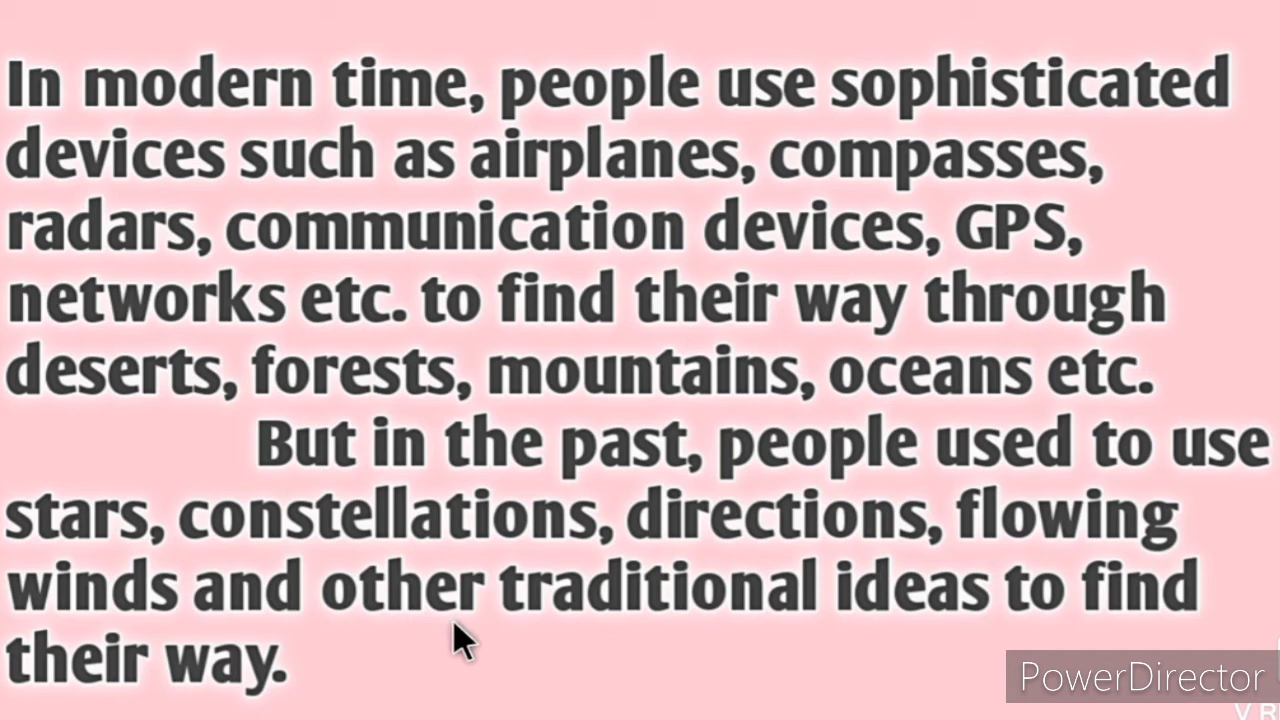 In modern time, people use sophisticated
devices such as airplanes, compasses,
radars, communication devices, GPS,
networks etc. to find their way through
deserts, forests, mountains, oceans etc.
But in the past, people used to use
stars, constellations, directions, flowing
winds and other traditional ideas to find
their way.
PowerDirector